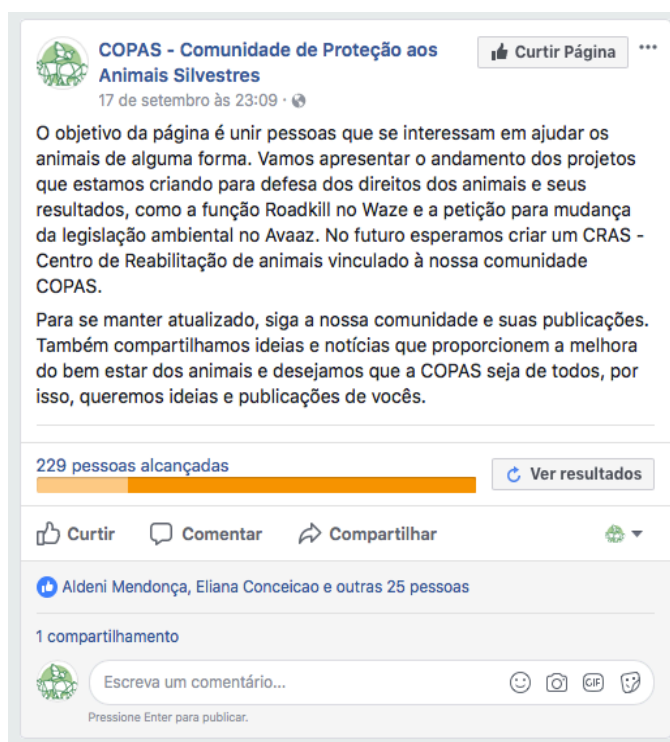 COPAS - Comunidade de Proteção aos
Animais Silvestres
Curtir Página
17 de setembro às 23:09 ·
O objetivo da página é unir pessoas que se interessam em ajudar os
animais de alguma forma. Vamos apresentar o andamento dos projetos
que estamos criando para defesa dos direitos dos animais e seus
resultados, como a função Roadkill no Waze e a petição para mudança
da legislação ambiental no Avaaz. No futuro esperamos criar um CRAS -
Centro de Reabilitação de animais vinculado à nossa comunidade
COPAS.
Para se manter atualizado, siga a nossa comunidade e suas publicações.
Também compartilhamos ideias e notícias que proporcionem a melhora
do bem estar dos animais e desejamos que a COPAS seja de todos, por
isso, queremos ideias e publicações de vocês.
229 pessoas alcançadas
Ver resultados
Curtir Comentar Compartilhar
Aldeni Mendonça, Eliana Conceicao e outras 25 pessoas
1 compartilhamento
Escreva um comentário...
GIF
Pressione Enter para publicar.